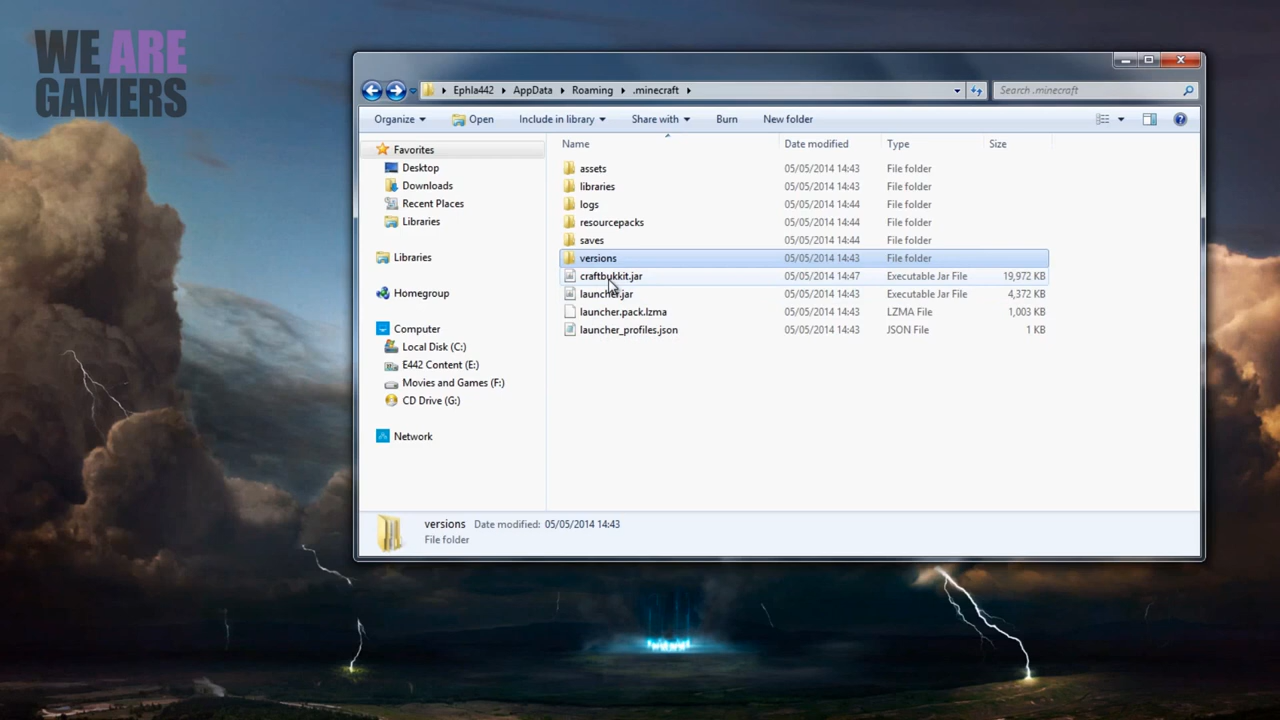 WE ARE
GAMERS
Ephla442 AppData Roaming .minecraft
Search .minecraft
Organize Open Include in library Share with Burn New folder
Favorites
Desktop
Downloads
Recent Places
Libraries
Libraries
Homegroup
Computer
Local Disk (C:)
E442 Content (E:)
Movies and Games (F:)
CD Drive (G:)
Network
Name Date modified Type Size
assets 05/05/2014 14:43 File folder
libraries 05/05/2014 14:43 File folder
logs 05/05/2014 14:44 File folder
resourcepacks 05/05/2014 14:44 File folder
saves 05/05/2014 14:44 File folder
versions 05/05/2014 14:43 File folder
craftbukkit.jar 05/05/2014 14:47 Executable Jar File 19,972 KB
launcher.jar 05/05/2014 14:43 Executable Jar File 4,372 KB
launcher.pack.lzma 05/05/2014 14:43 LZMA File 1,003 KB
launcher_profiles.json 05/05/2014 14:43 JSON File 1 KB
versions Date modified: 05/05/2014 14:43
File folder